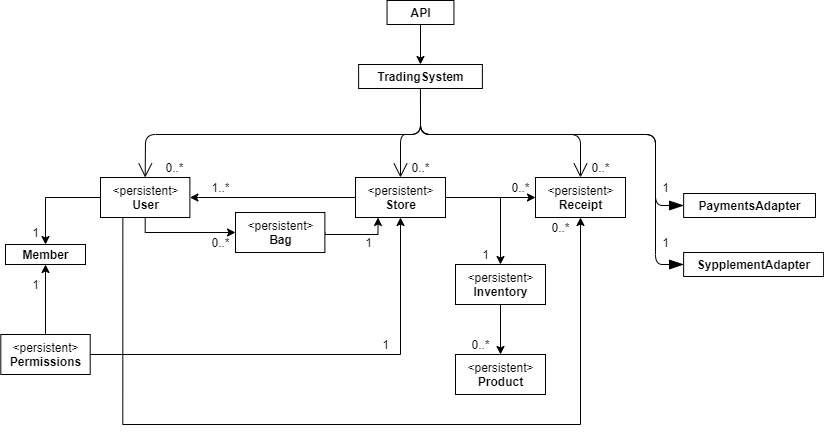 API
TradingSystem
0..*
0..*
0..*
<persistent>
User
1..*
<persistent>
Store
0..*
<persistent>
Receipt
1
PaymentsAdapter
1
Member
0..*
<persistent>
Bag
1
0..*
1
SypplementAdapter
1
1
<persistent>
Inventory
<persistent>
Permissions
1
0..*
<persistent>
Product